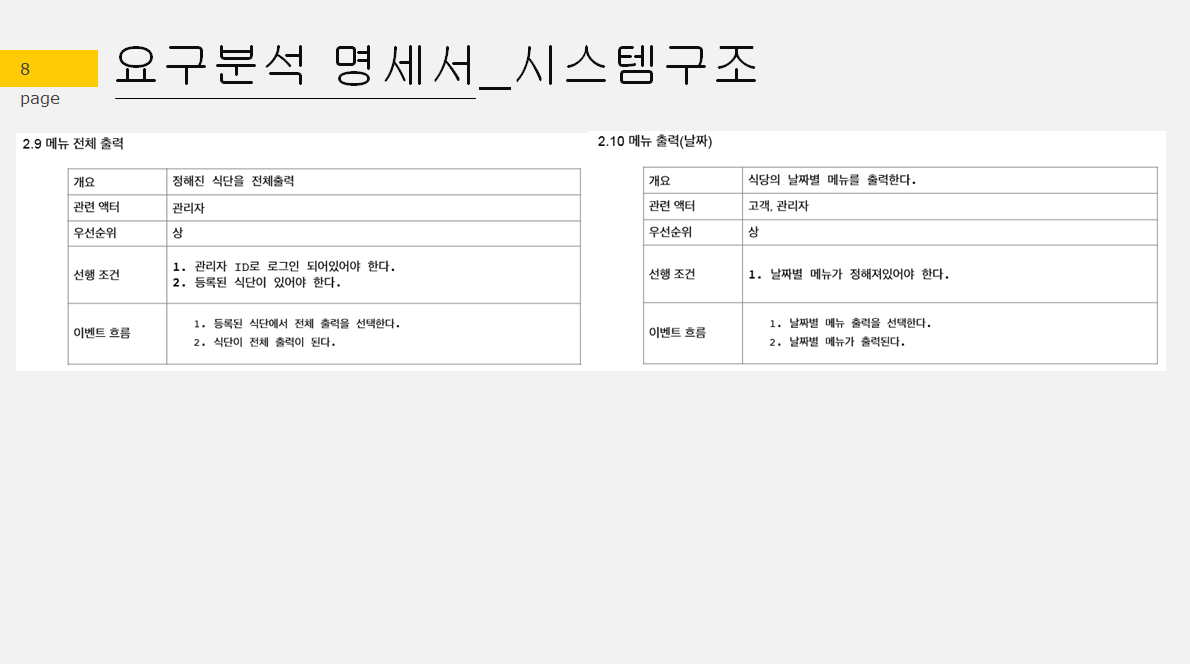 8
page
요구분석 명세서_시스템구조
2.9 메뉴 전체 출력
개요 정해진 식단을 전체출력
관련 액터 관리자
우선순위 상
선행 조건
1. 관리자 ID로 로그인 되어있어야 한다.
2. 등록된 식단이 있어야 한다.
이벤트 흐름
1. 등록된 식단에서 전체 출력을 선택한다.
2. 식단이 전체 출력이 된다.
2.10 메뉴 출력(날짜)
개요 식당의 날짜별 메뉴를 출력한다.
관련 액터 고객, 관리자
우선순위 상
선행 조건 1. 날짜별 메뉴가 정해져있어야 한다.
이벤트 흐름
1. 날짜별 메뉴 출력을 선택한다.
2. 날짜별 메뉴가 출력된다.